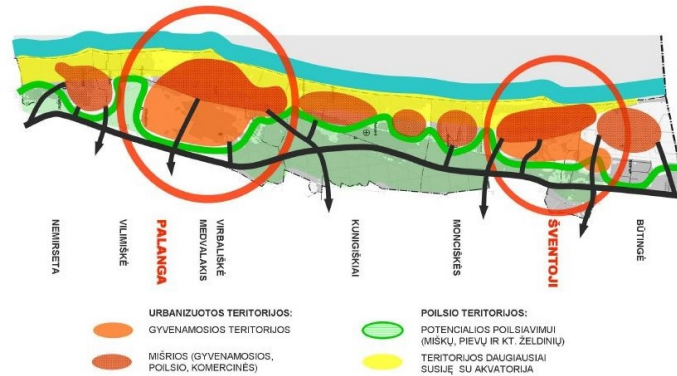 NEMIRSETA
VILIMIŠKĖ
PALANGA
VIRBALIŠKĖ
MEDVALAKIS
KUNIGIŠKIAI
MONCIŠKĖS
ŠVENTOJI
BŪTINGĖ
URBANIZUOTOS TERITORIJOS:
GYVENAMOSIOS TERITORIJOS
MIŠRIOS (GYVENAMOSIOS,
POILSIO, KOMERCINĖS)
POILSIO TERITORIJOS:
POTENCIALIOS POILSIAVIMUI
(MIŠKŲ, PIEVŲ IR KT. ŽELDINIŲ)
TERITORIJOS DAUGIAUSIAI
SUSIJĘ SU AKVATORIJA